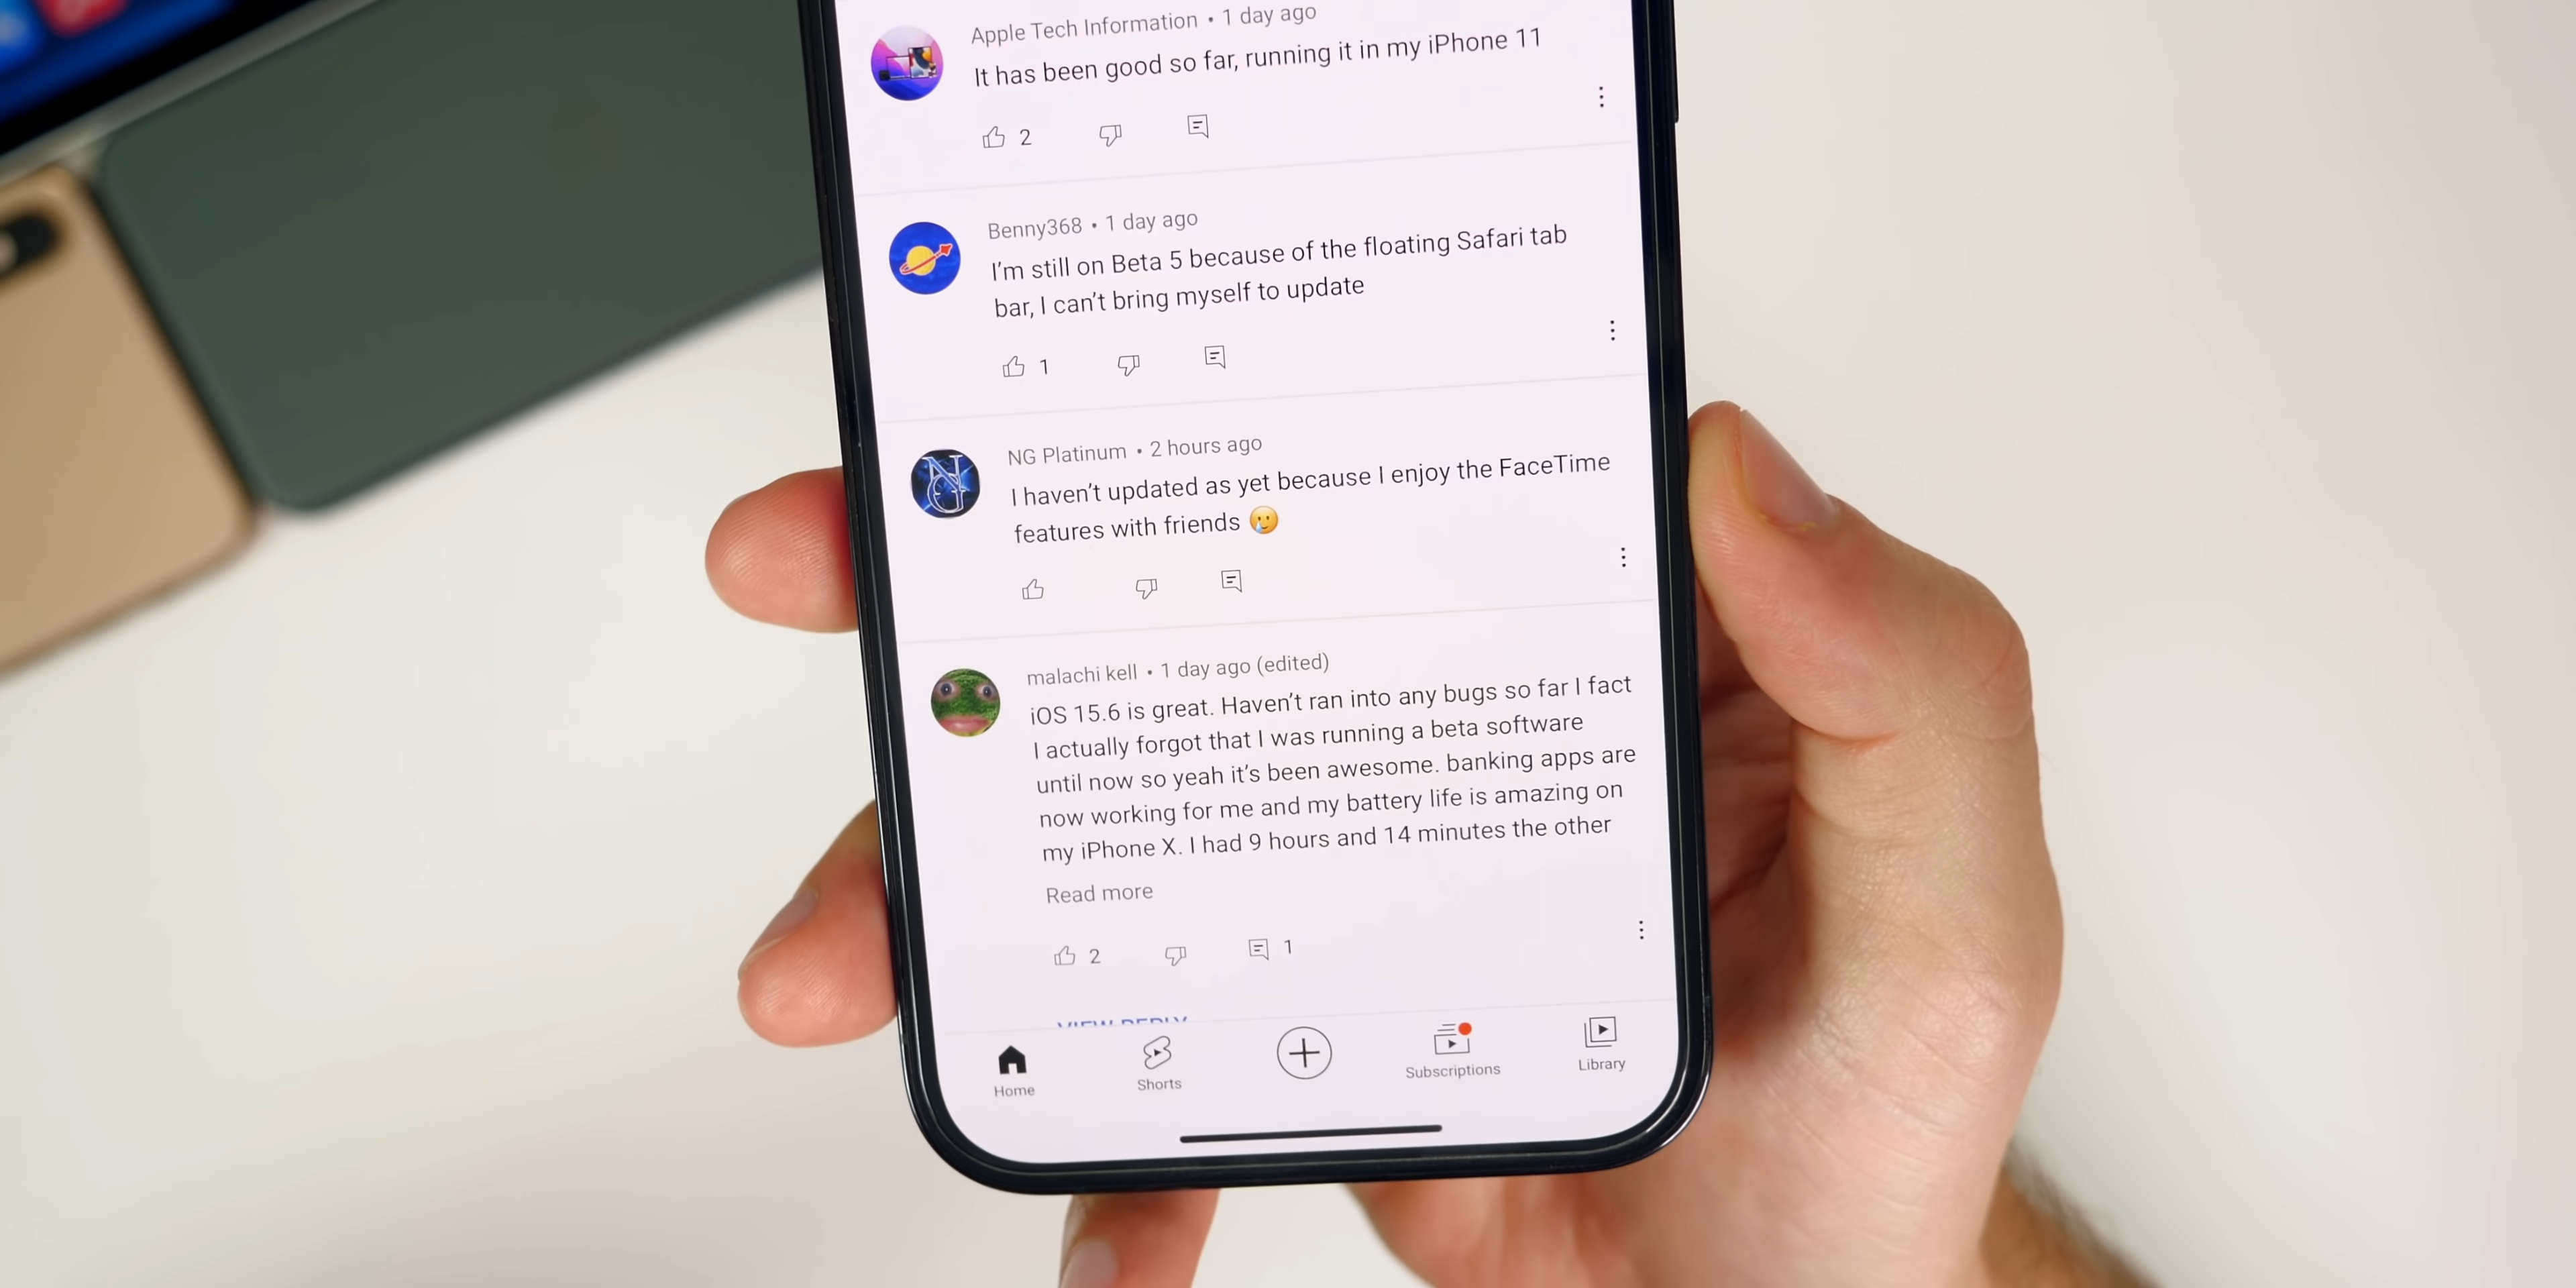 Apple Tech Information • 1 day ago
It has been good so far, running it in my iPhone 11
2
Benny368 • 1 day ago
I'm still on Beta 5 because of the floating Safari tab
bar, I can't bring myself to update
1
NG Platinum • 2 hours ago
I haven't updated as yet because I enjoy the FaceTime
features with friends 🥲
malachi kell • 1 day ago (edited)
iOS 15.6 is great. Haven't ran into any bugs so far I fact
I actually forgot that I was running a beta software
until now so yeah it's been awesome. banking apps are
now working for me and my battery life is amazing on
my iPhone X. I had 9 hours and 14 minutes the other
Read more
2 1
VIEW REPLY
Home Shorts Subscriptions Library